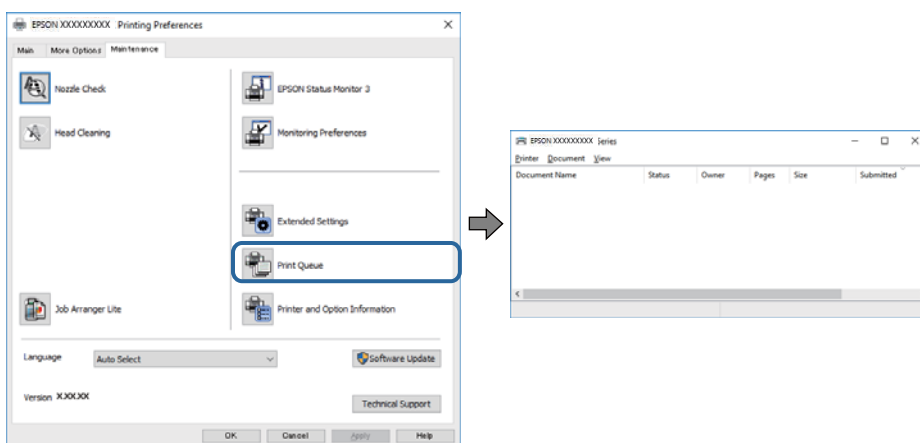 EPSON XXXXXXXXX Printing Preferences
Main More Options Maintenance
Nozzle Check
EPSON Status Monitor 3
Head Cleaning
Monitoring Preferences
Extended Settings
Print Queue
Job Arranger Lite
Printer and Option Information
Language
Auto Select
Software Update
Version X.XX.XX
Technical Support
OK Cancel Apply Help
EPSON XXXXXXXXX Series
Printer Document View
Document Name Status Owner Pages Size Submitted